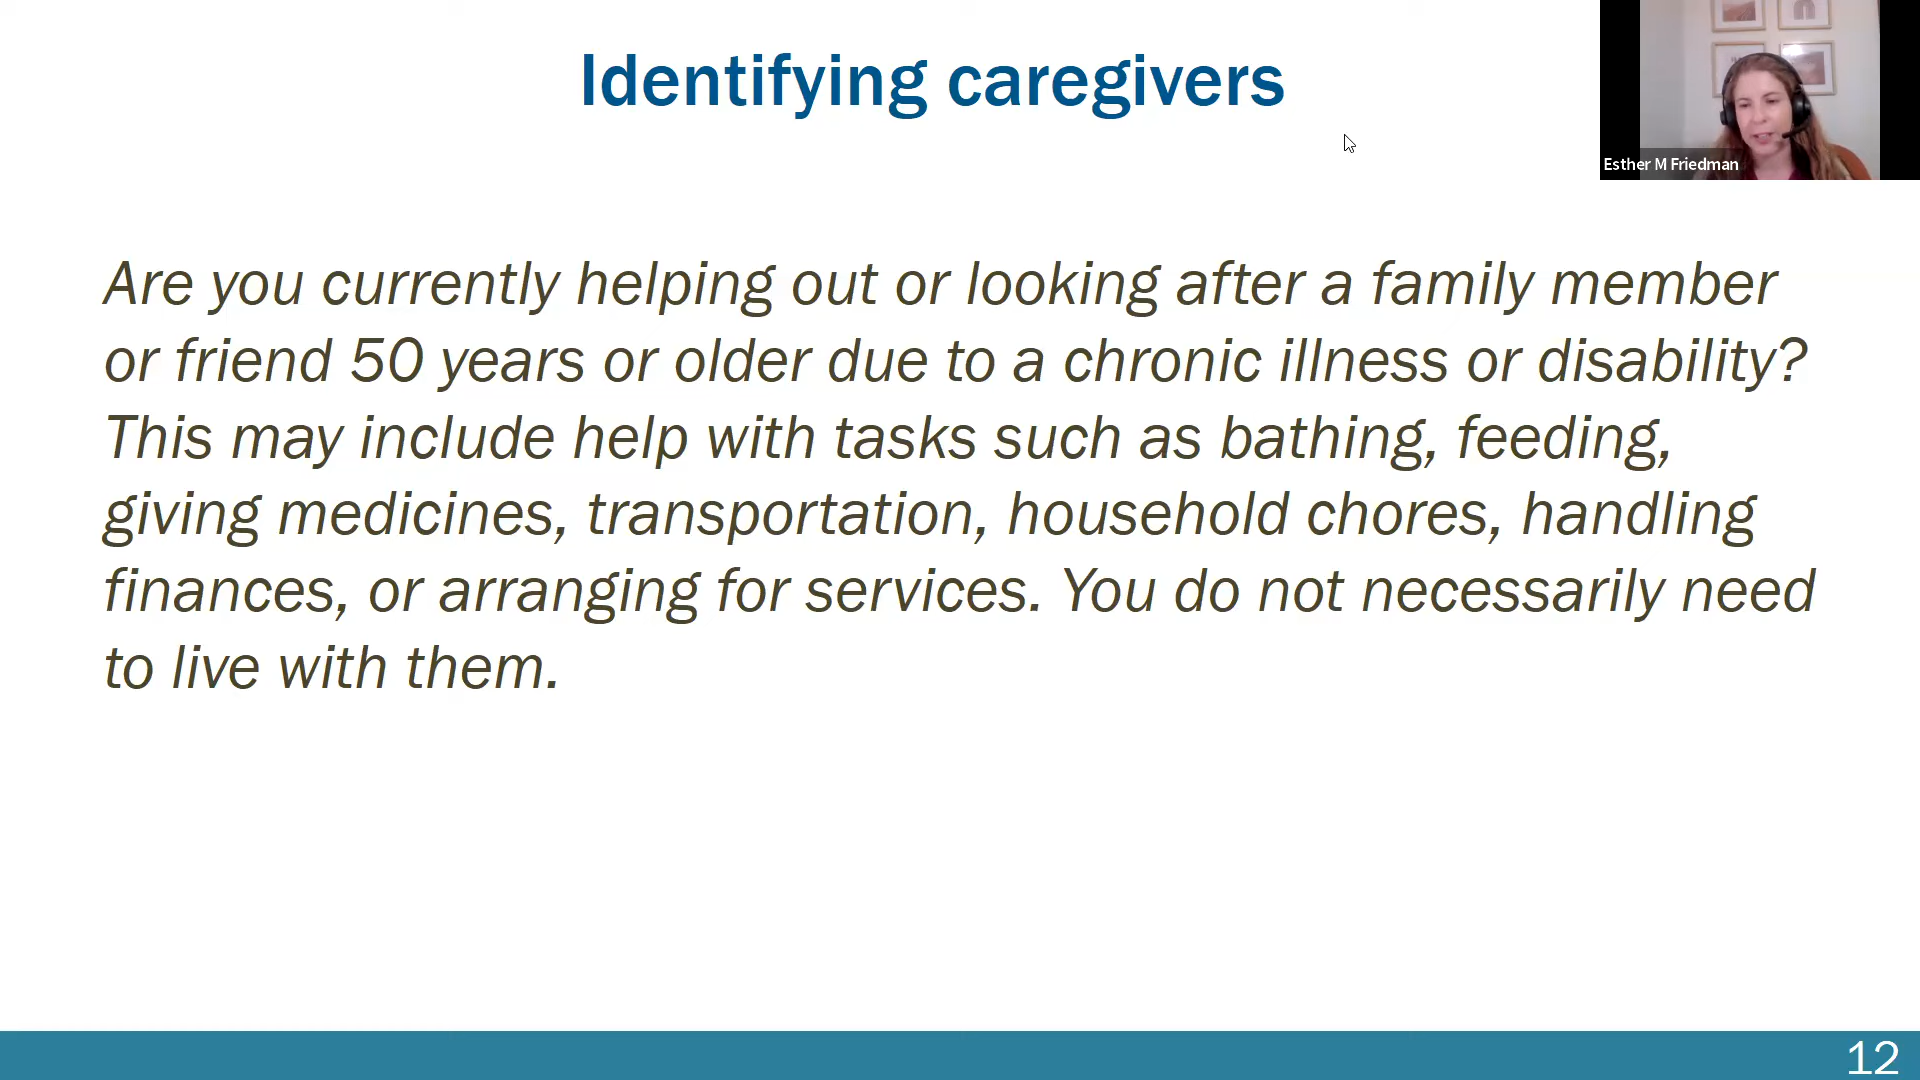 Identifying caregivers
Esther M Friedman
Are you currently helping out or looking after a family member
or friend 50 years or older due to a chronic illness or disability?
This may include help with tasks such as bathing, feeding,
giving medicines, transportation, household chores, handling
finances, or arranging for services. You do not necessarily need
to live with them.
12